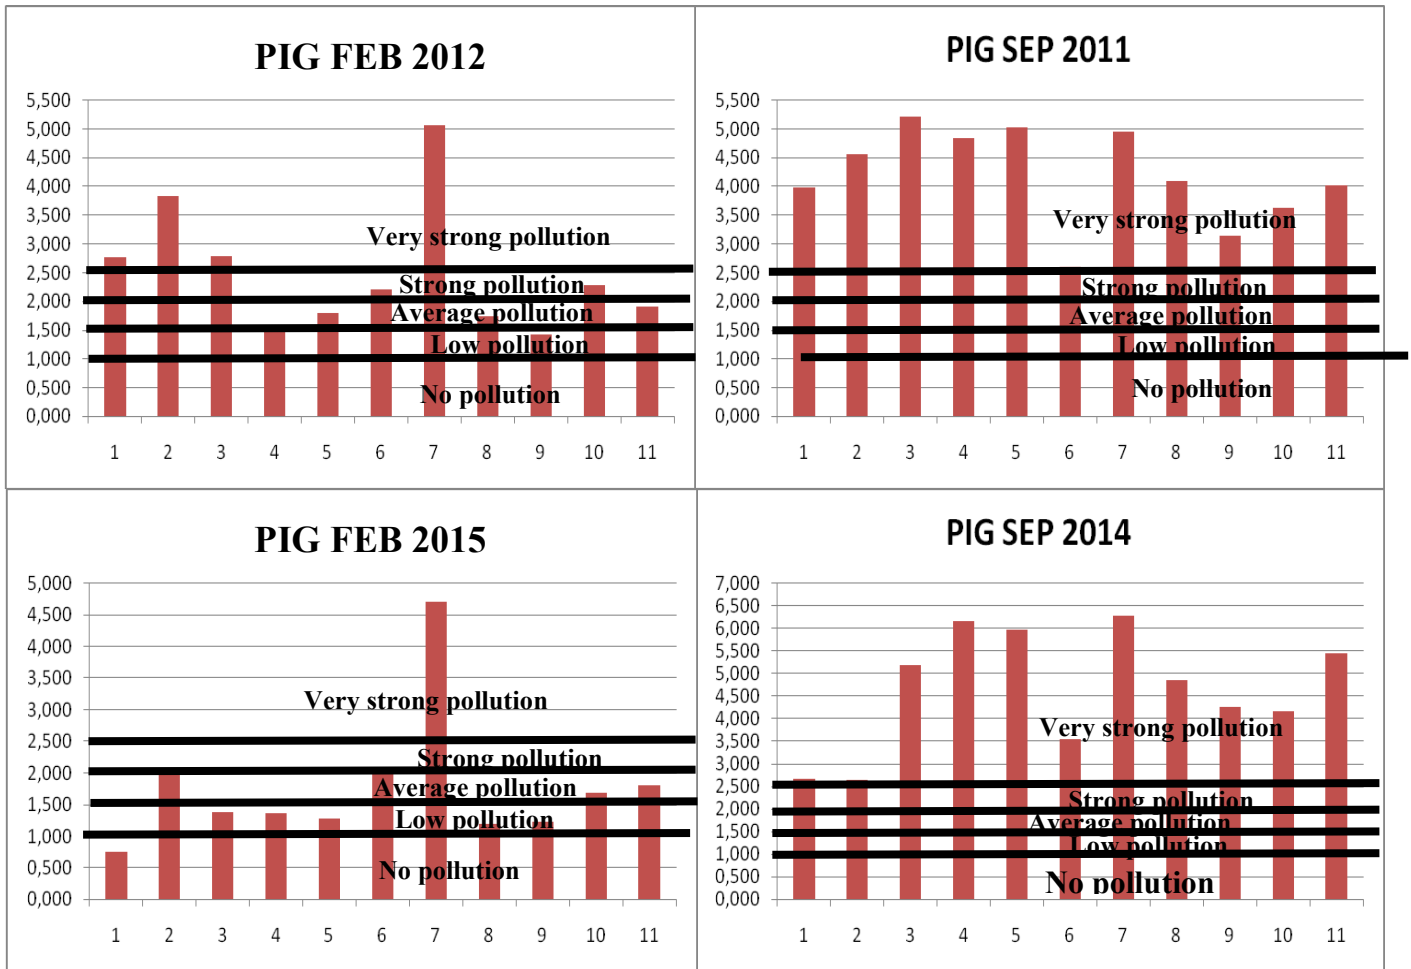 PIG FEB 2012
5,500
5,000
4,500
4,000
3,500
3,000
2,500
2,000
1,500
1,000
0,500
0,000
Very strong pollution
Strong pollution
Average pollution
Low pollution
No pollution
1 2 3 4 5 6 7 8 9 10 11
PIG SEP 2011
5,500
5,000
4,500
4,000
3,500
3,000
2,500
2,000
1,500
1,000
0,500
0,000
Very strong pollution
Strong pollution
Average pollution
Low pollution
No pollution
1 2 3 4 5 6 7 8 9 10 11
PIG FEB 2015
5,000
4,500
4,000
3,500
3,000
2,500
2,000
1,500
1,000
0,500
0,000
Very strong pollution
Strong pollution
Average pollution
Low pollution
No pollution
1 2 3 4 5 6 7 8 9 10 11
PIG SEP 2014
7,000
6,500
6,000
5,500
5,000
4,500
4,000
3,500
3,000
2,500
2,000
1,500
1,000
0,500
0,000
Very strong pollution
Strong pollution
Average pollution
Low pollution
No pollution
1 2 3 4 5 6 7 8 9 10 11